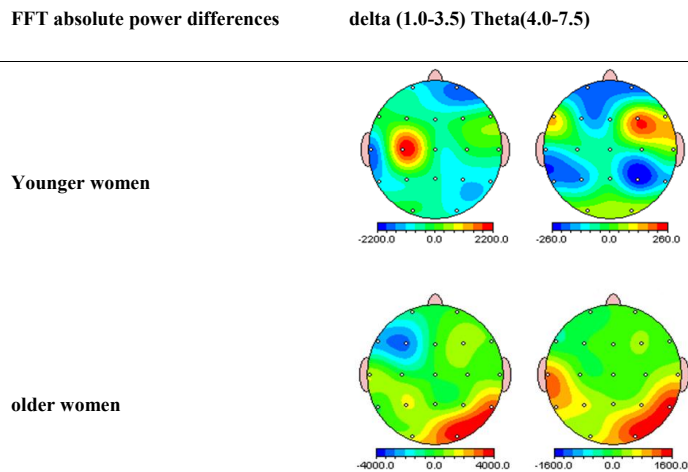 FFT absolute power differences delta (1.0-3.5) Theta(4.0-7.5)
Younger women
-2200.0 0.0 2200.0 -260.0 0.0 260.0
older women
-4000.0 0.0 4000.0 -1600.0 0.0 1600.0